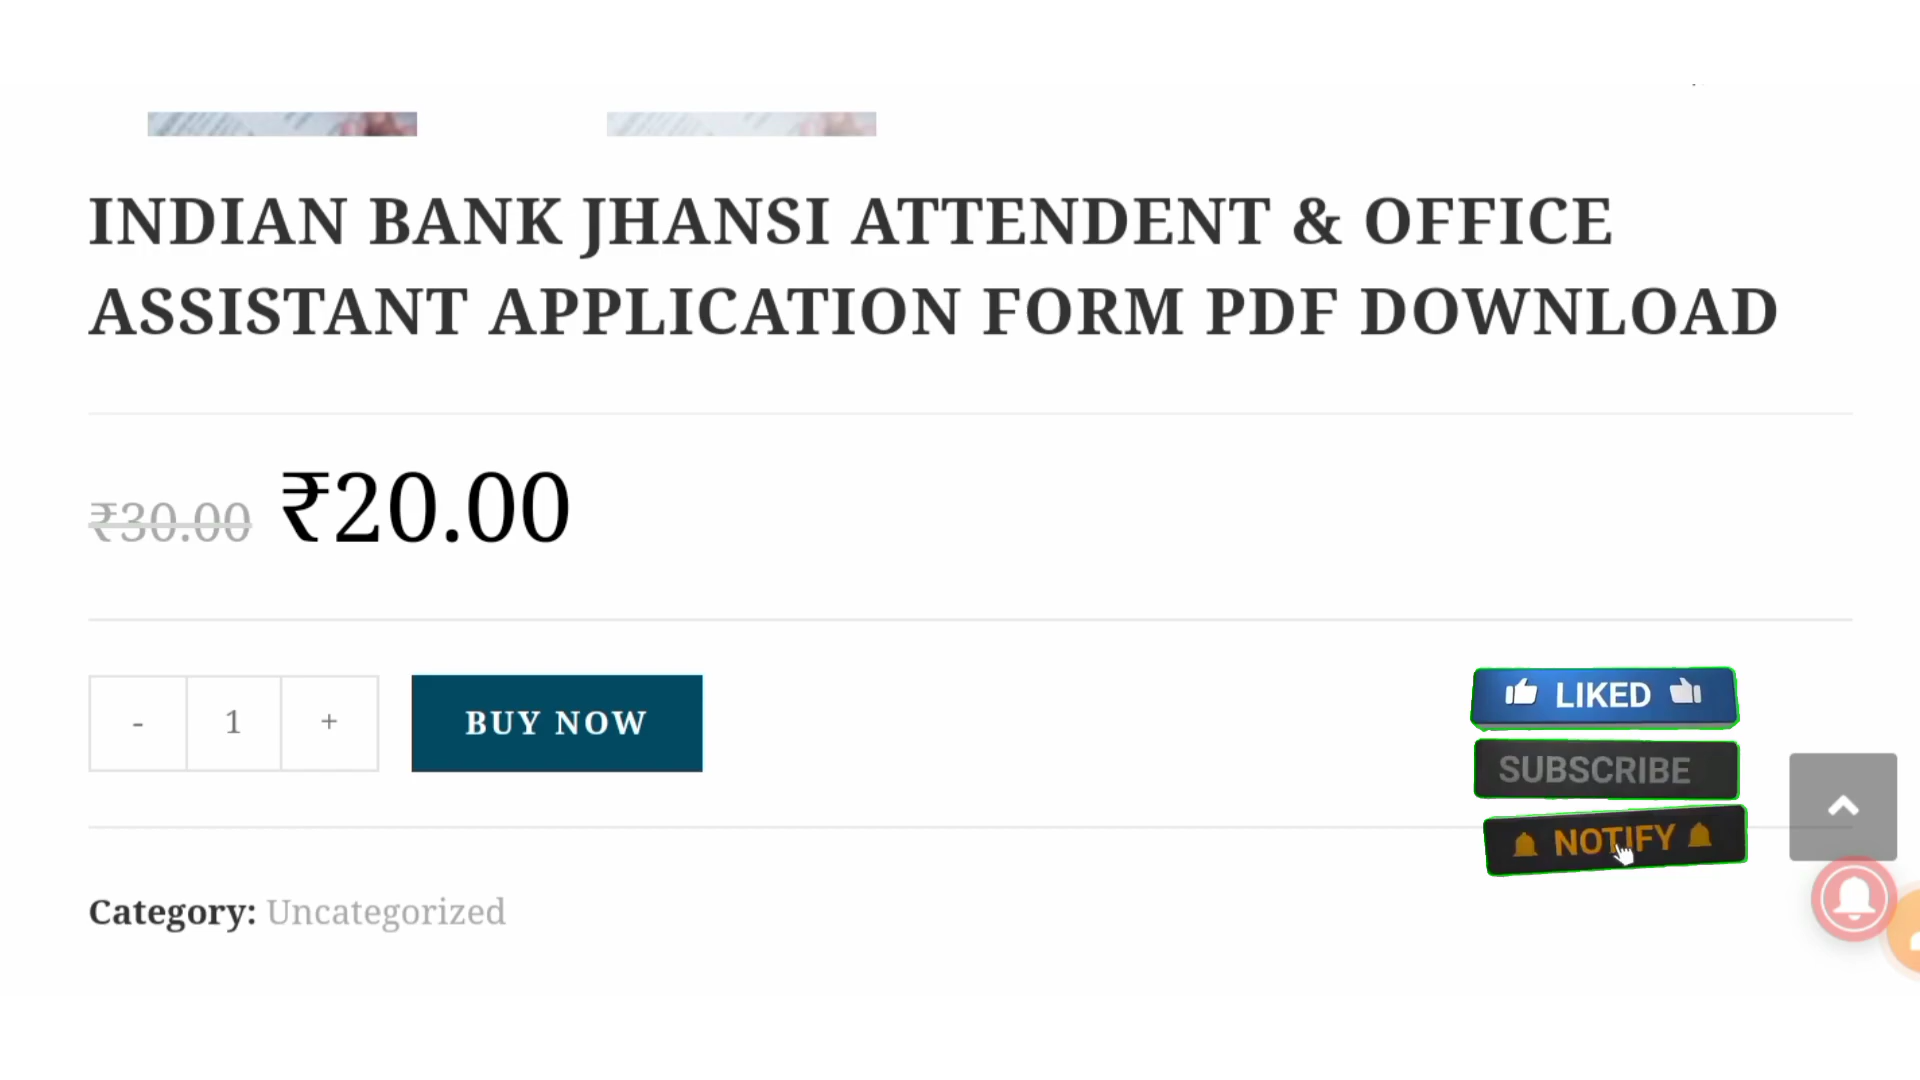 INDIAN BANK JHANSI ATTENDENT & OFFICE
ASSISTANT APPLICATION FORM PDF DOWNLOAD
₹30.00 ₹20.00
- 1 + BUY NOW
LIKED
SUBSCRIBE
NOTIFY
Category: Uncategorized